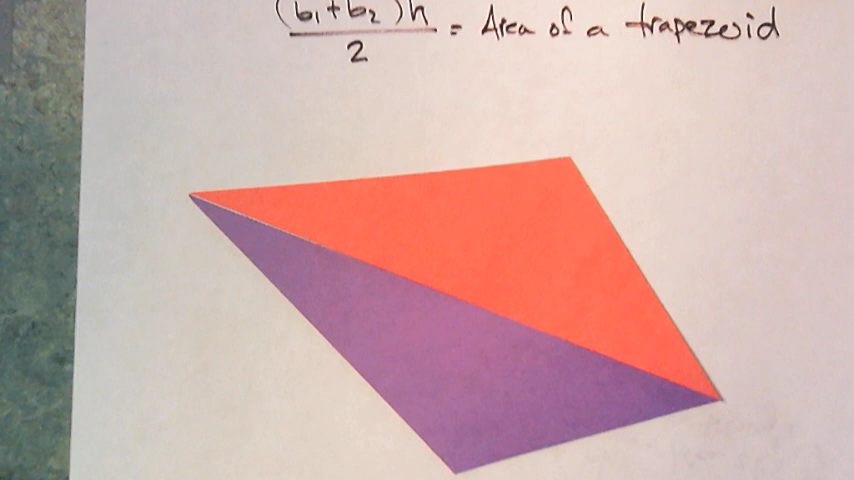 (b₁+b₂)h
2
= Area of a trapezoid